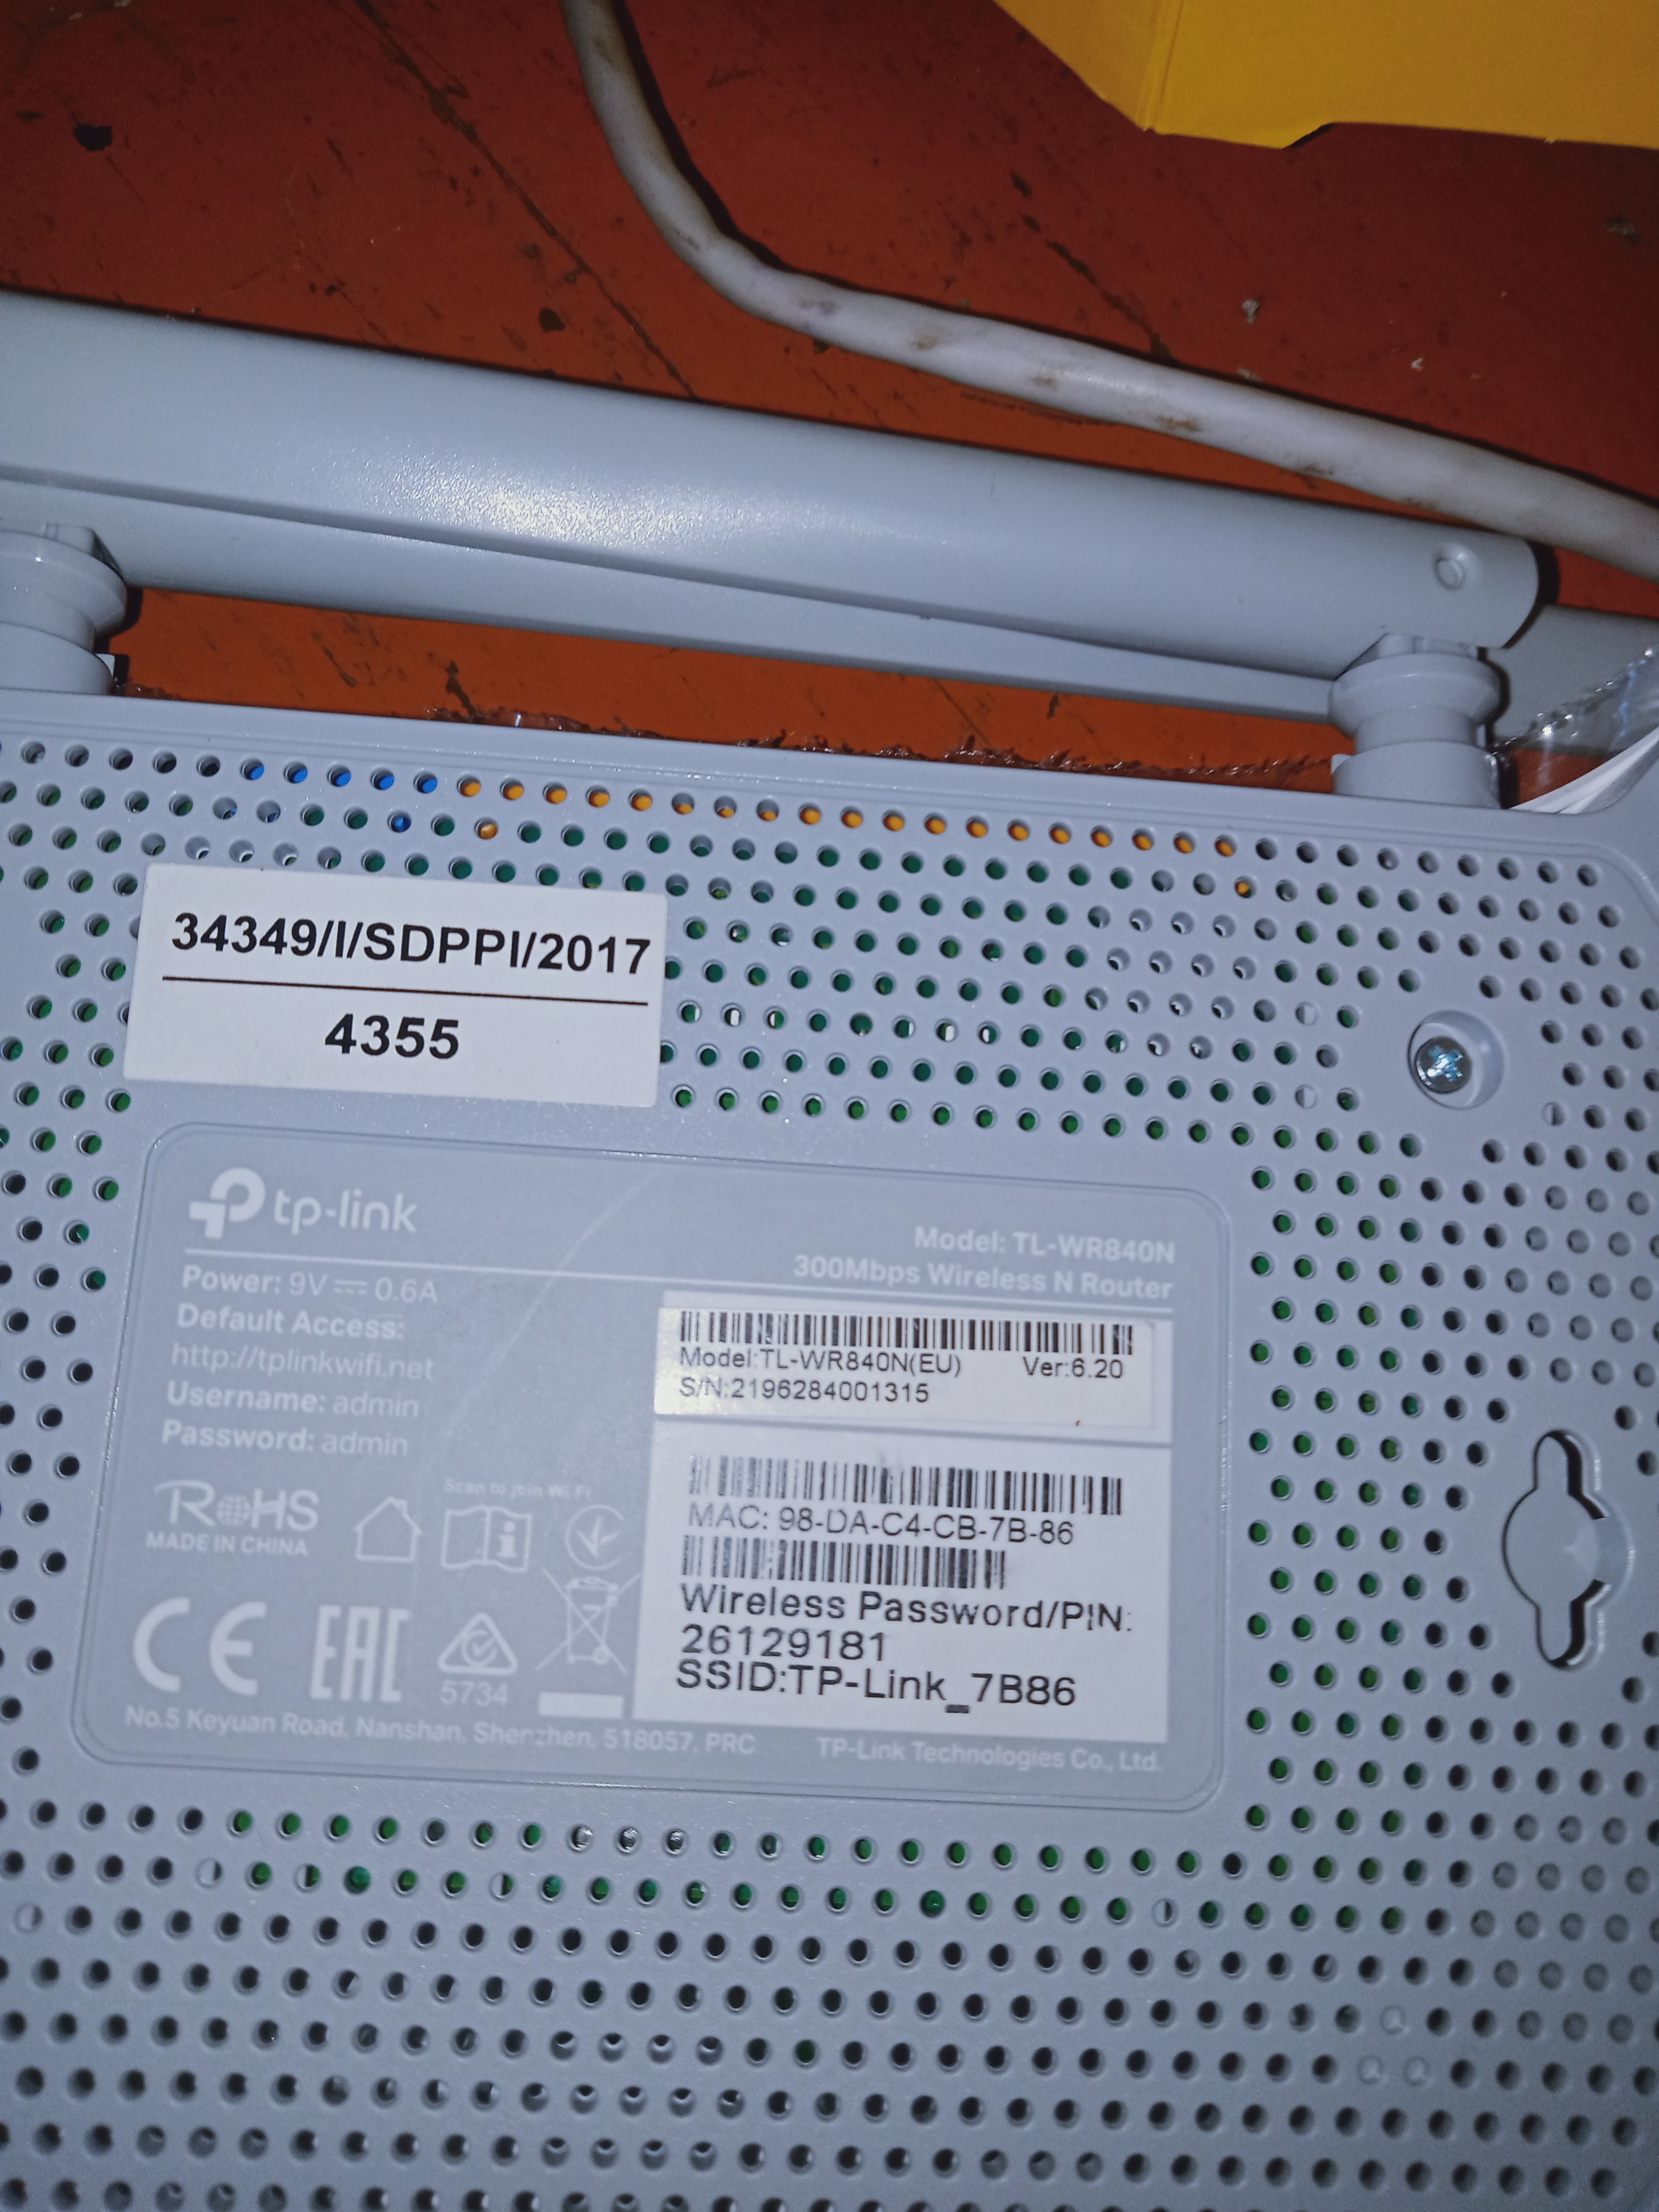 34349/I/SDPPI/2017
4355
tp-link
Model: TL-WR840N
300Mbps Wireless N Router
Power: 9V ⎓ 0.6A
Default Access:
http://tplinkwifi.net
Username: admin
Password: admin
Model:TL-WR840N(EU) Ver:6.20
S/N:2196284001315
MAC: 98-DA-C4-CB-7B-86
Wireless Password/PIN:
26129181
SSID:TP-Link_7B86
Scan to join Wi-Fi
RoHS
MADE IN CHINA
CE
EAC
5734
No.5 Keyuan Road, Nanshan, Shenzhen, 518057, PRC
TP-Link Technologies Co., Ltd.